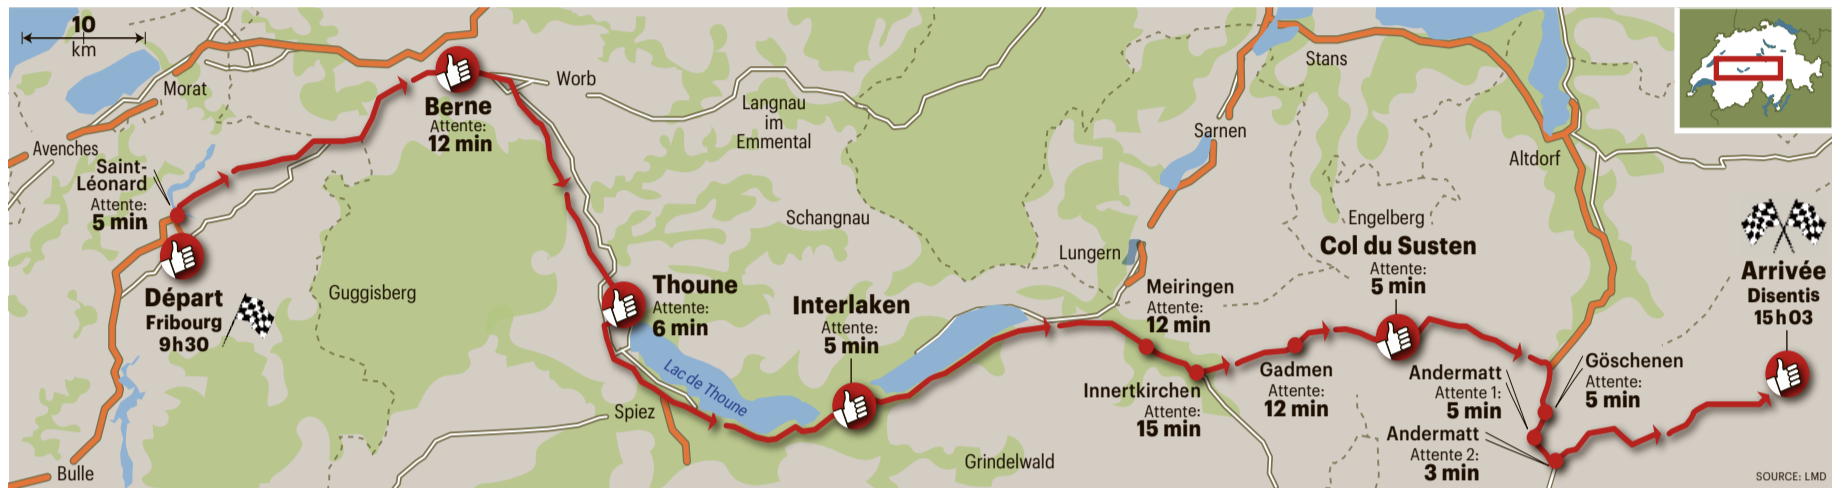 10
km
Morat
Avenches
Saint-
Léonard
Attente:
5 min
Départ
Fribourg
9h30
Bulle
Guggisberg
Berne
Attente:
12 min
Worb
Langnau
im
Emmental
Schangnau
Thoune
Attente:
6 min
Lac de Thoune
Spiez
Interlaken
Attente:
5 min
Grindelwald
Stans
Sarnen
Lungern
Meiringen
Attente:
12 min
Innertkirchen
Attente:
15 min
Gadmen
Attente:
12 min
Engelberg
Col du Susten
Attente:
5 min
Altdorf
Göschenen
Attente:
5 min
Andermatt
Attente 1:
5 min
Andermatt
Attente 2:
3 min
Arrivée
Disentis
15h03
SOURCE: LMD